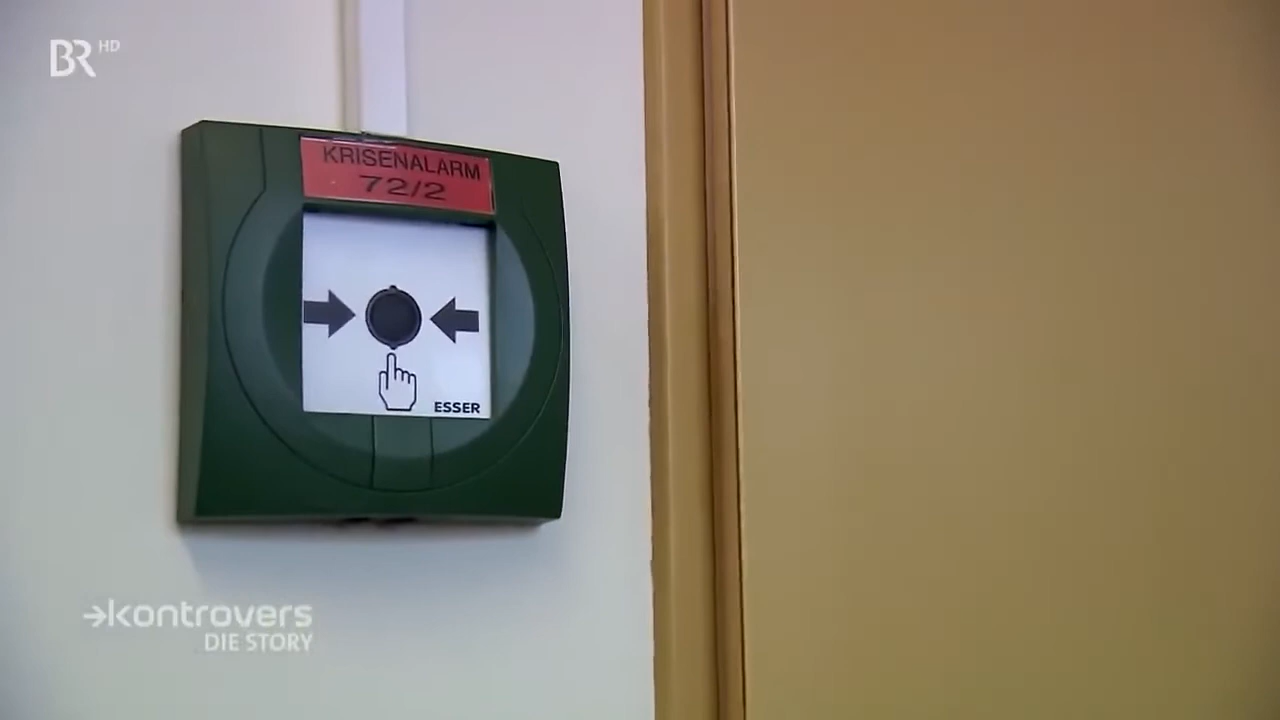 BR HD
KRISENALARM
72/2
ESSER
kontrovers
DIE STORY